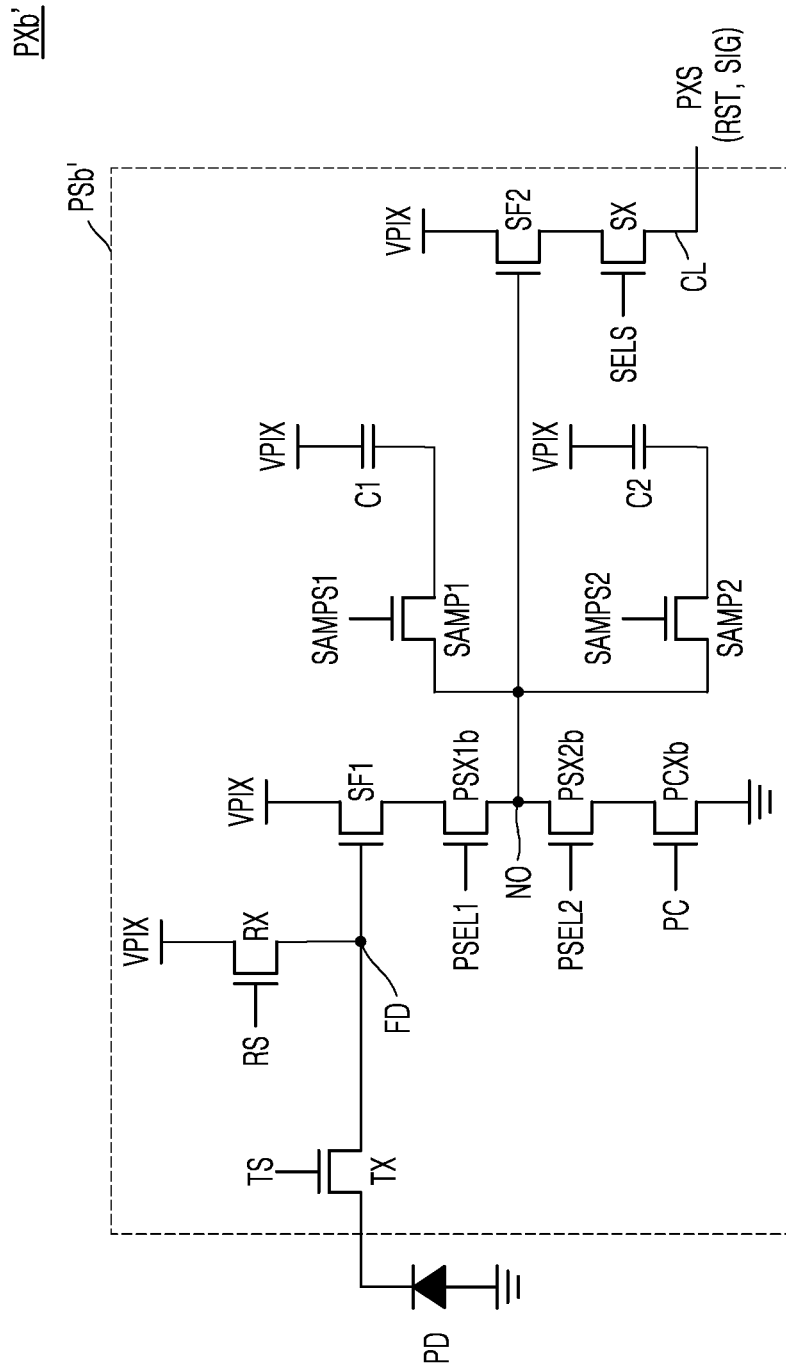 PXb'
PSb'
VPIX
RX
RS
FD
TS
TX
PD
VPIX
SF1
PSX1b
PSEL1
NO
PSX2b
PSEL2
PCXb
PC
VPIX
C1
SAMPS1
SAMP1
VPIX
C2
SAMPS2
SAMP2
VPIX
SF2
SX
SELS
CL
PXS
(RST, SIG)